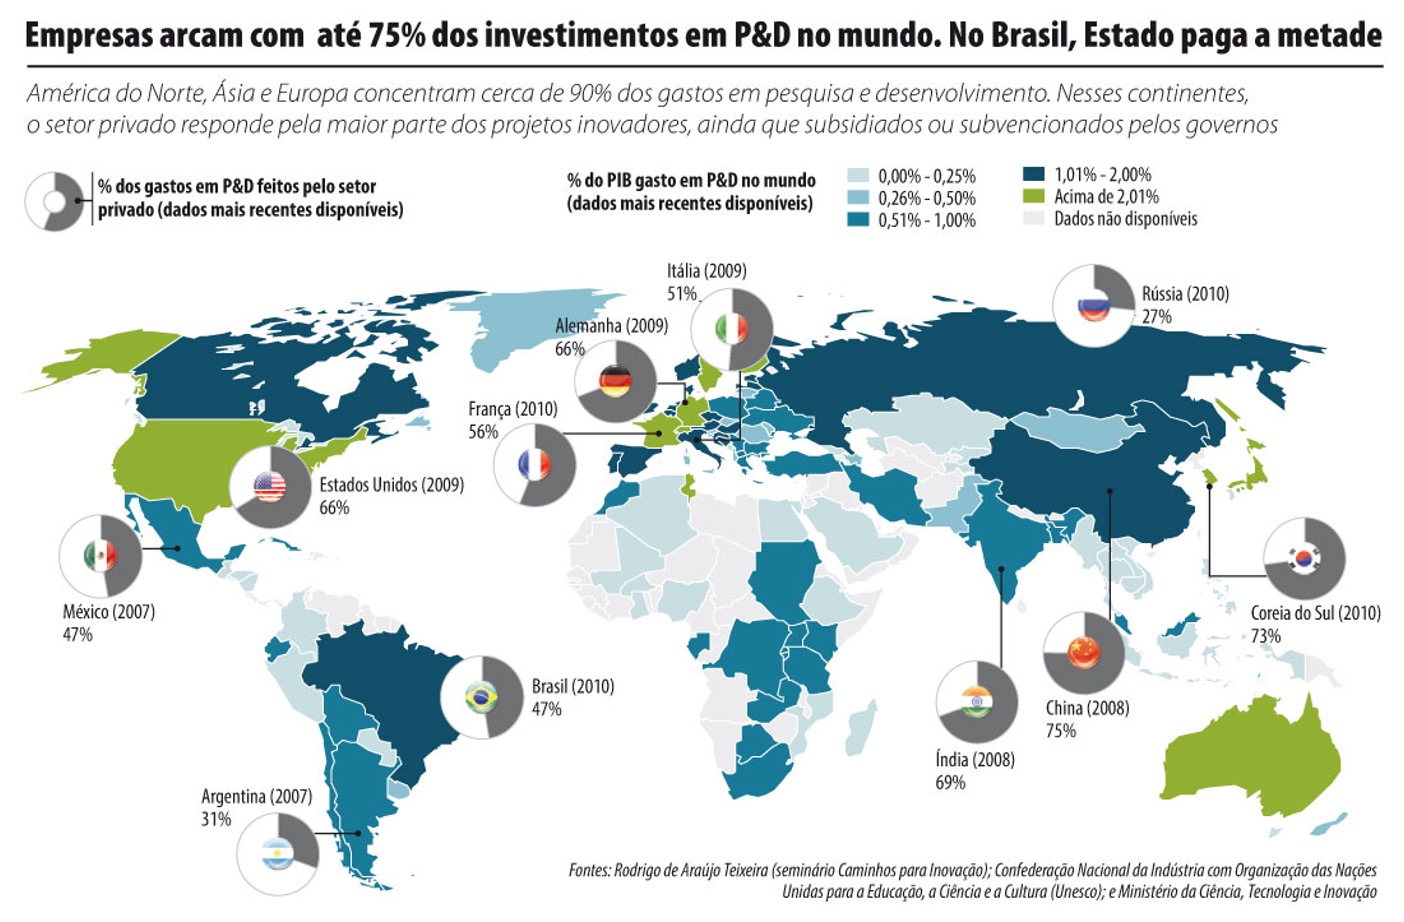 Empresas arcam com até 75% dos investimentos em P&D no mundo. No Brasil, Estado paga a metade
América do Norte, Ásia e Europa concentram cerca de 90% dos gastos em pesquisa e desenvolvimento. Nesses continentes,
o setor privado responde pela maior parte dos projetos inovadores, ainda que subsidiados ou subvencionados pelos governos
% dos gastos em P&D feitos pelo setor
privado (dados mais recentes disponíveis)
% do PIB gasto em P&D no mundo
(dados mais recentes disponíveis)
0,00% - 0,25%
0,26% - 0,50%
0,51% - 1,00%
1,01% - 2,00%
Acima de 2,01%
Dados não disponíveis
Itália (2009)
51%
Rússia (2010)
27%
Alemanha (2009)
66%
França (2010)
56%
Estados Unidos (2009)
66%
México (2007)
47%
Coreia do Sul (2010)
73%
Brasil (2010)
47%
China (2008)
75%
Índia (2008)
69%
Argentina (2007)
31%
Fontes: Rodrigo de Araújo Teixeira (seminário Caminhos para Inovação); Confederação Nacional da Indústria com Organização das Nações
Unidas para a Educação, a Ciência e a Cultura (Unesco); e Ministério da Ciência, Tecnologia e Inovação